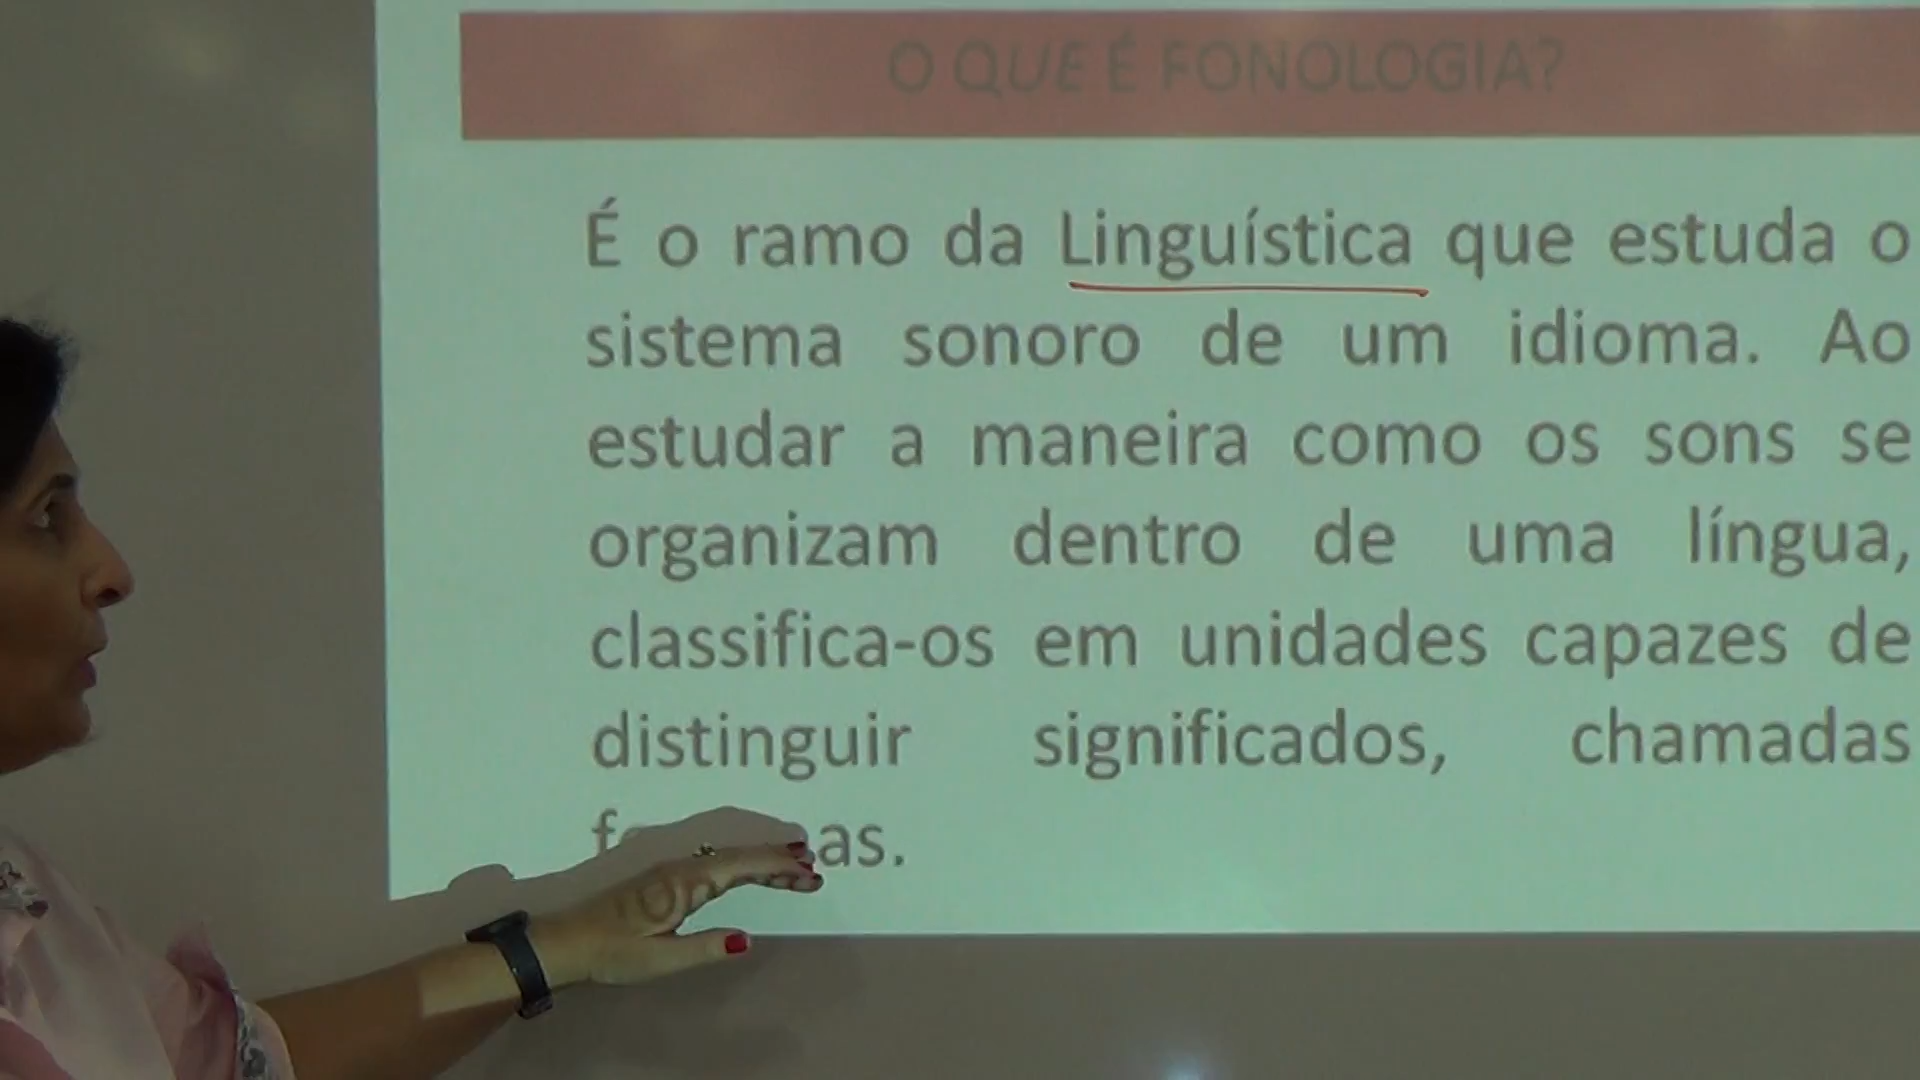 O QUE É FONOLOGIA?
É o ramo da Linguística que estuda o
sistema sonoro de um idioma. Ao
estudar a maneira como os sons se
organizam dentro de uma língua,
classifica-os em unidades capazes de
distinguir significados, chamadas